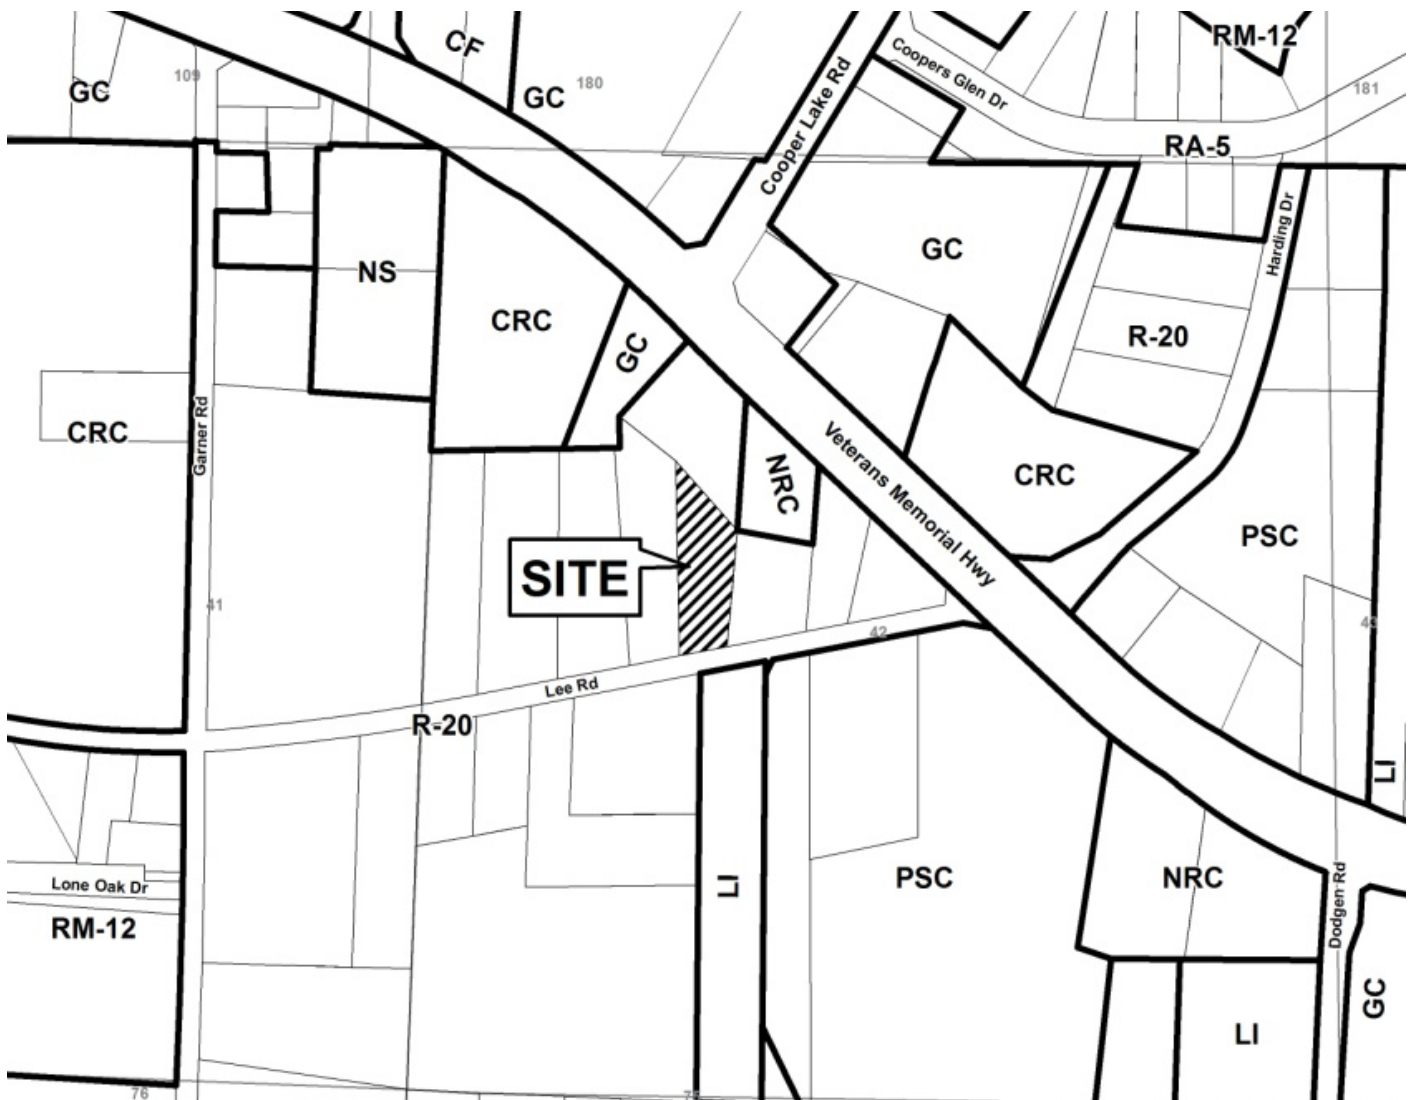 CF
RM-12
Coopers Glen Dr
109
GC
GC
180
181
Cooper Lake Rd
RA-5
Harding Dr
GC
NS
CRC
GC
R-20
Garner Rd
CRC
Veterans Memorial Hwy
NRC
CRC
PSC
SITE
41
42
Lee Rd
R-20
LI
PSC
NRC
LI
Lone Oak Dr
RM-12
Dodgen Rd
GC
LI
76